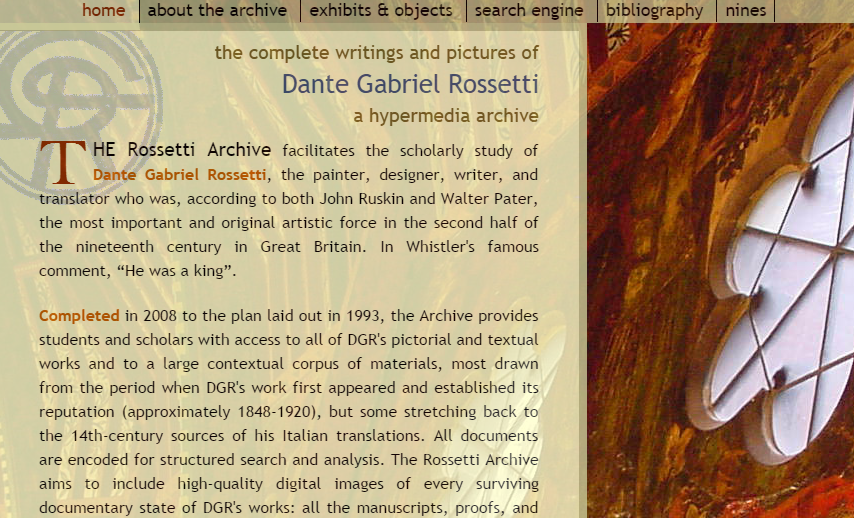 home about the archive exhibits & objects search engine bibliography nines
the complete writings and pictures of
Dante Gabriel Rossetti
a hypermedia archive
THE Rossetti Archive facilitates the scholarly study of
Dante Gabriel Rossetti, the painter, designer, writer, and
translator who was, according to both John Ruskin and Walter Pater,
the most important and original artistic force in the second half of
the nineteenth century in Great Britain. In Whistler's famous
comment, “He was a king”.
Completed in 2008 to the plan laid out in 1993, the Archive provides
students and scholars with access to all of DGR's pictorial and textual
works and to a large contextual corpus of materials, most drawn
from the period when DGR's work first appeared and established its
reputation (approximately 1848-1920), but some stretching back to
the 14th-century sources of his Italian translations. All documents
are encoded for structured search and analysis. The Rossetti Archive
aims to include high-quality digital images of every surviving
documentary state of DGR's works: all the manuscripts, proofs, and